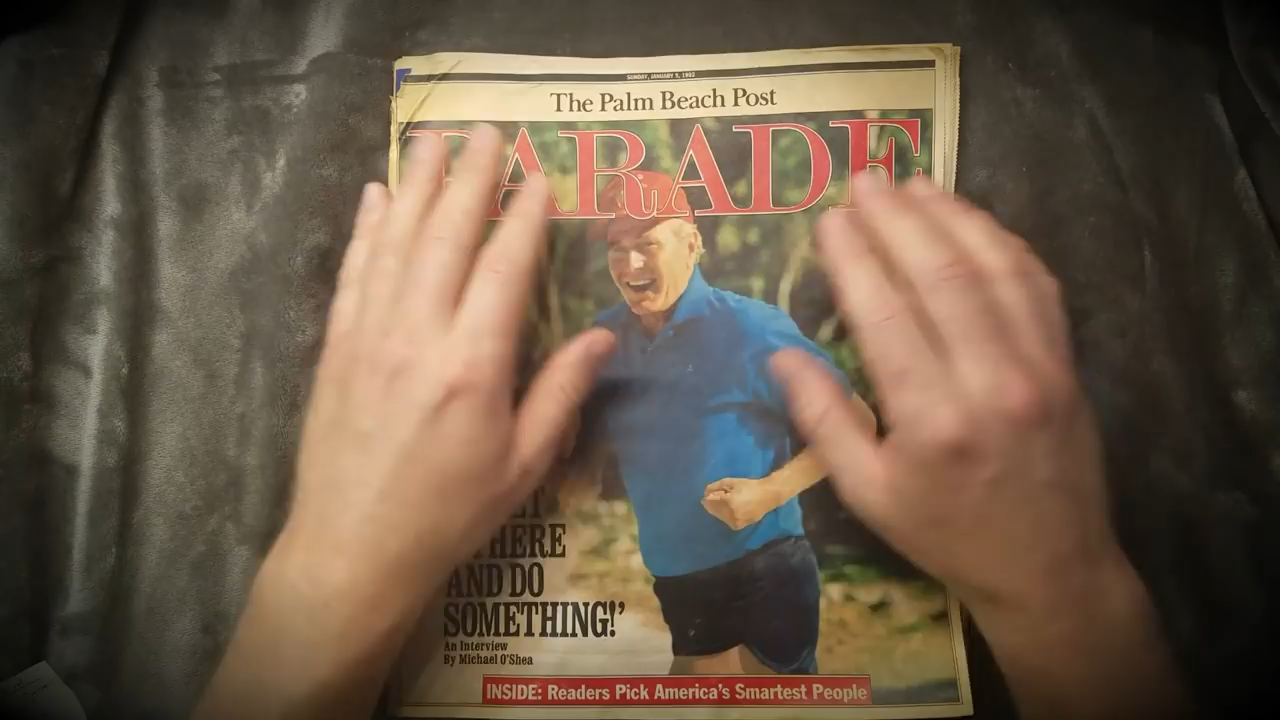 SUNDAY, JANUARY 5, 1992
The Palm Beach Post
PARADE
AND DO
SOMETHING!’
An Interview
By Michael O'Shea
INSIDE: Readers Pick America's Smartest People